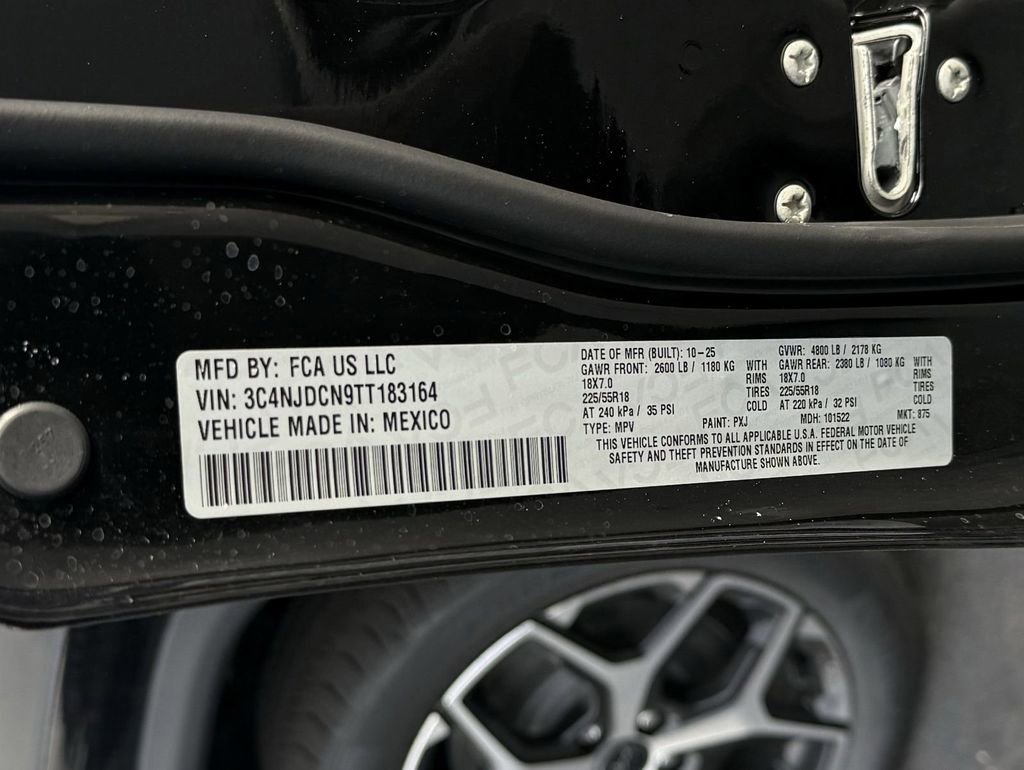 MFD BY: FCA US LLC
VIN: 3C4NJDCN9TT183164
VEHICLE MADE IN: MEXICO
DATE OF MFR (BUILT): 10-25
GVWR: 4800 LB / 2178 KG
GAWR FRONT: 2600 LB / 1180 KG WITH
GAWR REAR: 2380 LB / 1080 KG WITH
18X7.0 RIMS
18X7.0 RIMS
225/55R18 TIRES
225/55R18 TIRES
AT 240 kPa / 35 PSI COLD
AT 220 kPa / 32 PSI COLD
TYPE: MPV PAINT: PXJ MDH: 101522 MKT: 875
THIS VEHICLE CONFORMS TO ALL APPLICABLE U.S.A. FEDERAL MOTOR VEHICLE
SAFETY AND THEFT PREVENTION STANDARDS IN EFFECT ON THE DATE OF
MANUFACTURE SHOWN ABOVE.